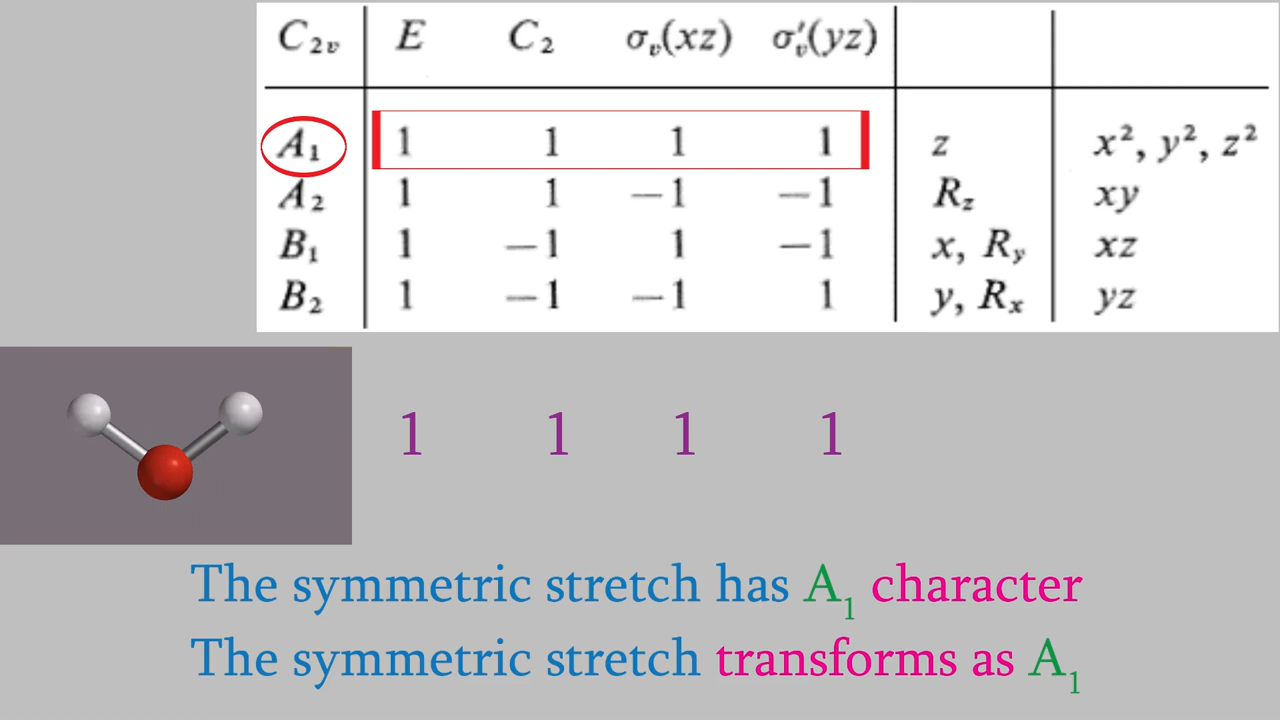 C₂ᵥ E C₂ σᵥ(xz) σ′ᵥ(yz)
A₁ 1 1 1 1 z x², y², z²
A₂ 1 1 −1 −1 R_z xy
B₁ 1 −1 1 −1 x, R_y xz
B₂ 1 −1 −1 1 y, Rₓ yz
1 1 1 1
The symmetric stretch has A₁ character
The symmetric stretch transforms as A₁